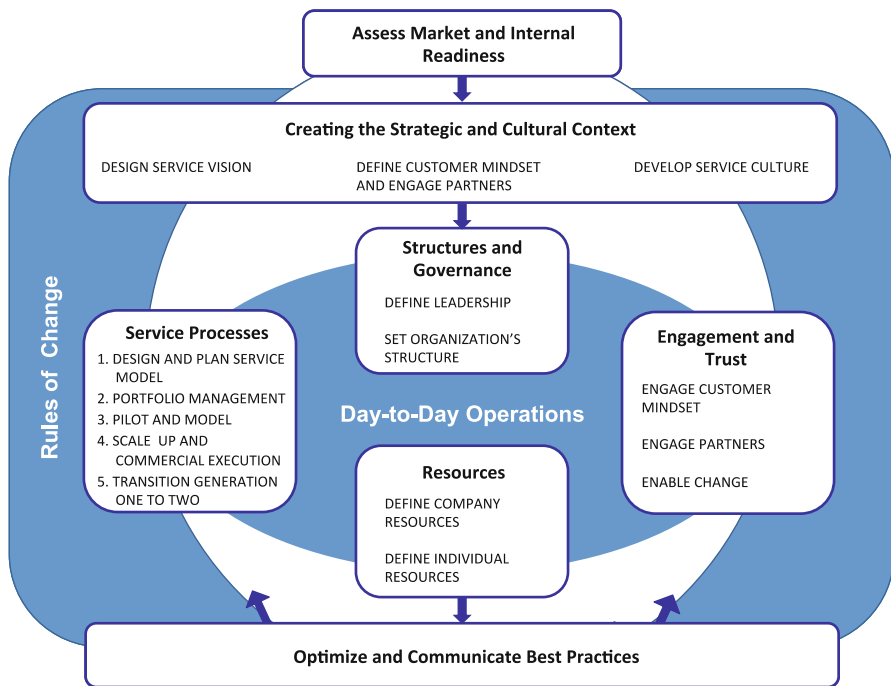 Assess Market and Internal
Readiness
Creating the Strategic and Cultural Context
DESIGN SERVICE VISION
DEFINE CUSTOMER MINDSET
AND ENGAGE PARTNERS
DEVELOP SERVICE CULTURE
Structures and
Governance
DEFINE LEADERSHIP
SET ORGANIZATION'S
STRUCTURE
Rules of Change
Service Processes
1. DESIGN AND PLAN SERVICE
MODEL
2. PORTFOLIO MANAGEMENT
3. PILOT AND MODEL
4. SCALE UP AND
COMMERCIAL EXECUTION
5. TRANSITION GENERATION
ONE TO TWO
Day-to-Day Operations
Engagement and
Trust
ENGAGE CUSTOMER
MINDSET
ENGAGE PARTNERS
ENABLE CHANGE
Resources
DEFINE COMPANY
RESOURCES
DEFINE INDIVIDUAL
RESOURCES
Optimize and Communicate Best Practices